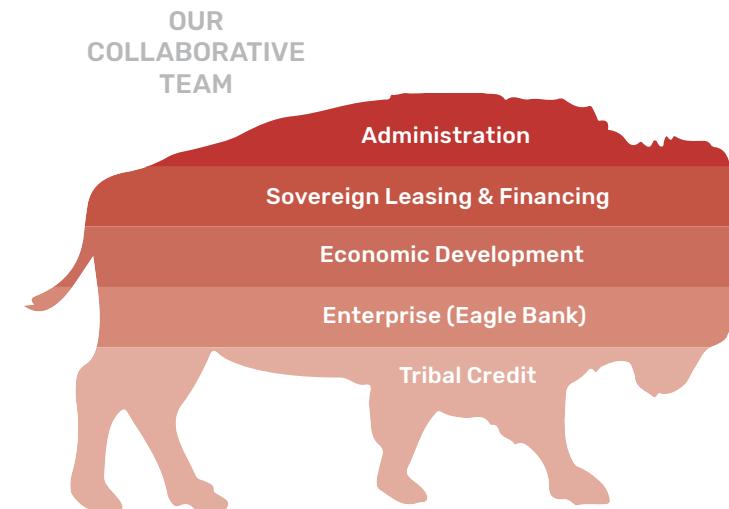 OUR
COLLABORATIVE
TEAM
Administration
Sovereign Leasing & Financing
Economic Development
Enterprise (Eagle Bank)
Tribal Credit